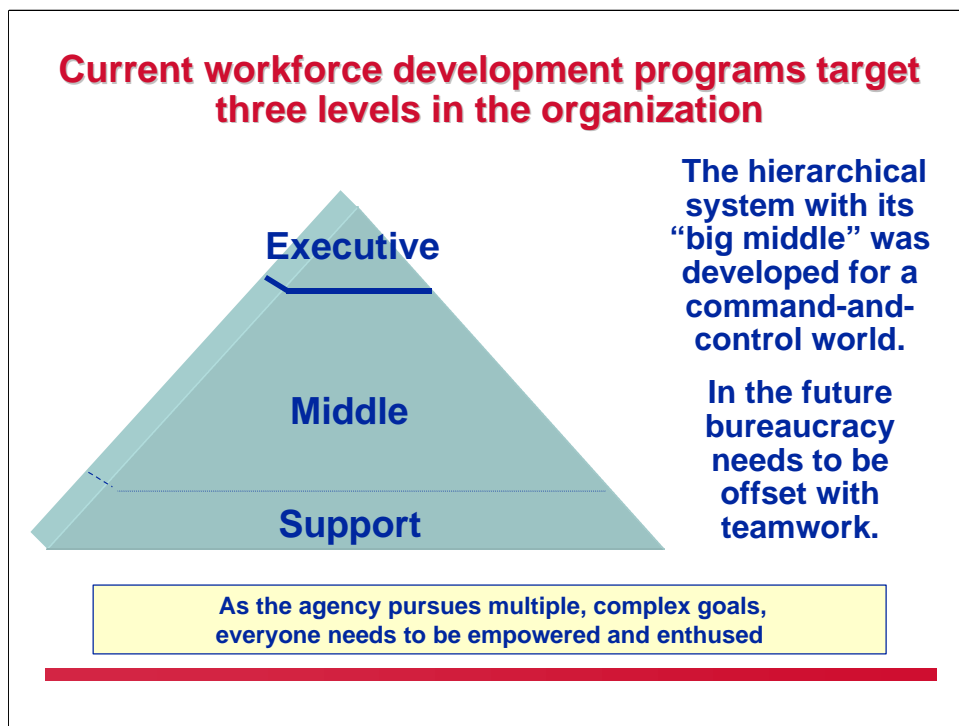 Current workforce development programs target
three levels in the organization
Executive
Middle
Support
The hierarchical
system with its
“big middle” was
developed for a
command-and-
control world.
In the future
bureaucracy
needs to be
offset with
teamwork.
As the agency pursues multiple, complex goals,
everyone needs to be empowered and enthused